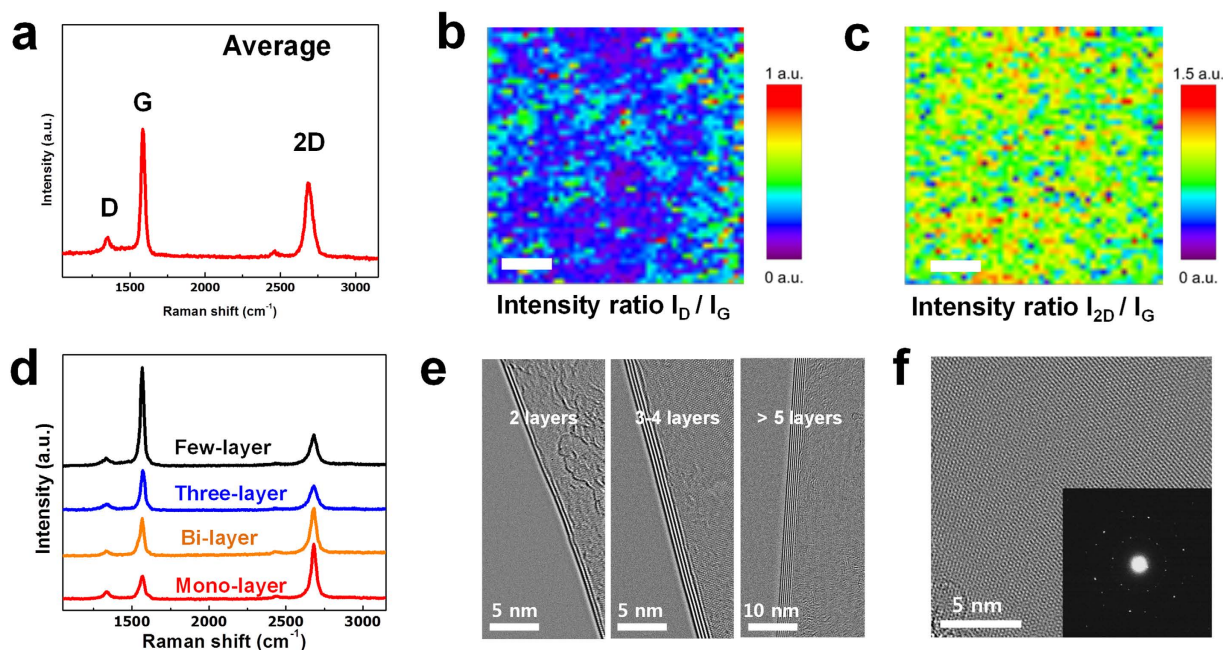 a
Average
D
G
2D
Intensity (a.u.)
1500
2000
2500
3000
Raman shift (cm⁻¹)
b
1 a.u.
0 a.u.
Intensity ratio I_D / I_G
c
1.5 a.u.
0 a.u.
Intensity ratio I_2D / I_G
d
Few-layer
Three-layer
Bi-layer
Mono-layer
Intensity (a.u.)
1500
2000
2500
3000
Raman shift (cm⁻¹)
e
2 layers
5 nm
3-4 layers
5 nm
> 5 layers
10 nm
f
5 nm